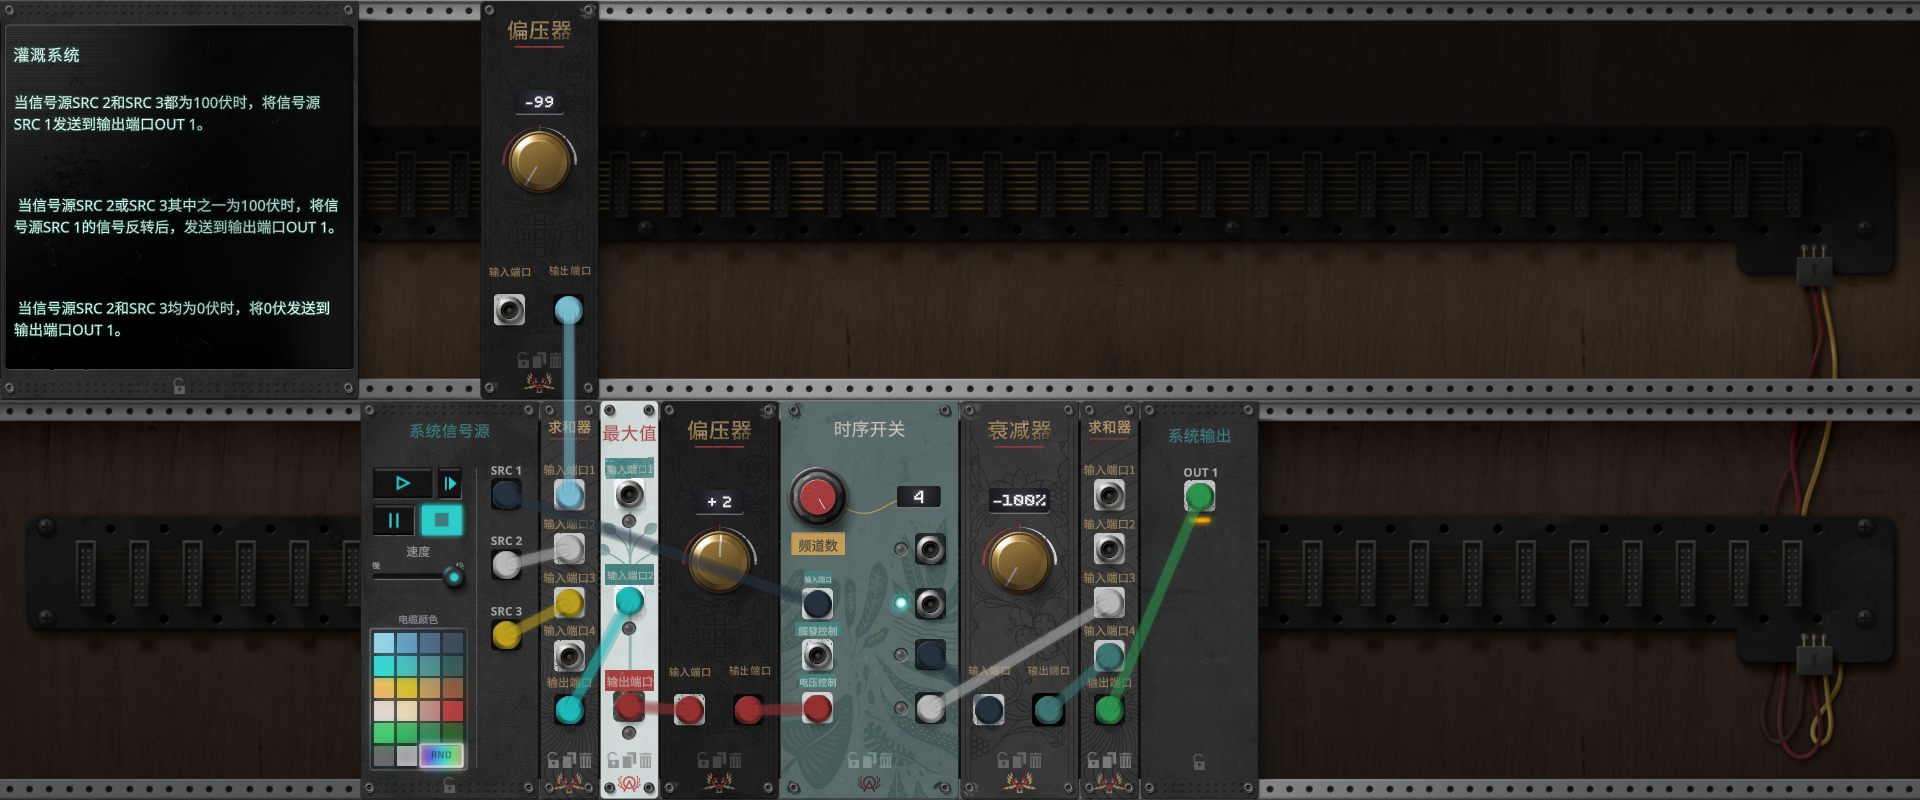 灌溉系统
当信号源SRC 2和SRC 3都为100伏时，将信号源
SRC 1发送到输出端口OUT 1。
当信号源SRC 2或SRC 3其中之一为100伏时，将信
号源SRC 1的信号反转后，发送到输出端口OUT 1。
当信号源SRC 2和SRC 3均为0伏时，将0伏发送到
输出端口OUT 1。
偏压器
-99
输入端口
输出端口
系统信号源
SRC 1
SRC 2
速度
慢
快
SRC 3
电缆颜色
RND
求和器
输入端口1
输入端口2
输入端口3
输入端口4
输出端口
最大值
输入端口1
输入端口2
输出端口
偏压器
+2
输入端口
输出端口
时序开关
4
频道数
输入端口
觸發控制
电压控制
衰减器
-100%
输入端口
输出端口
求和器
输入端口1
输入端口2
输入端口3
输入端口4
输出端口
系统输出
OUT 1